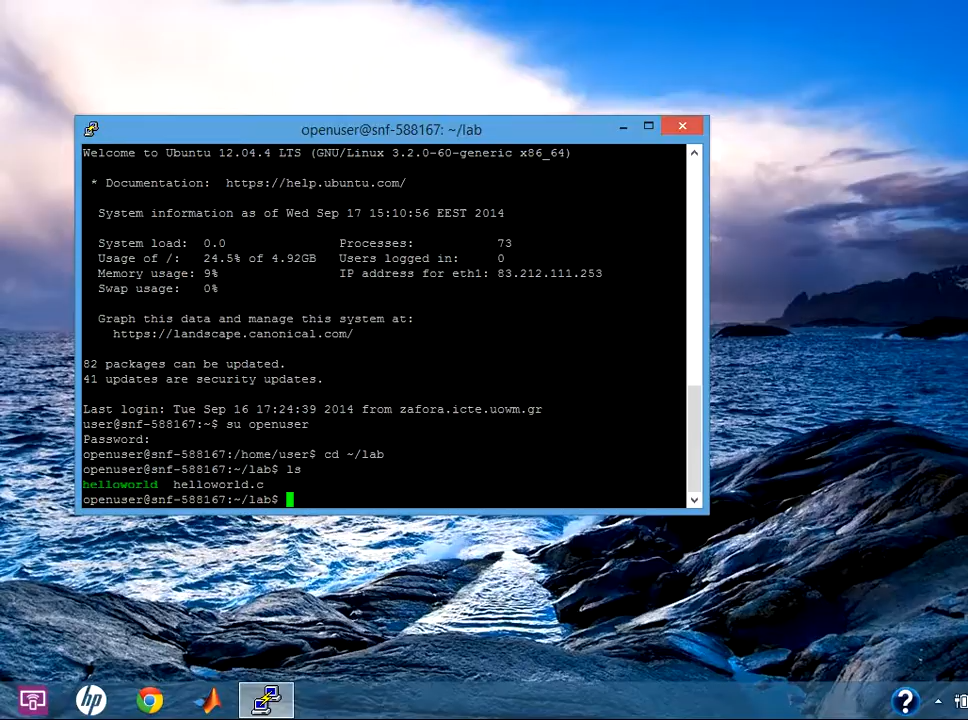 openuser@snf-588167: ~/lab
Welcome to Ubuntu 12.04.4 LTS (GNU/Linux 3.2.0-60-generic x86_64)
* Documentation:  https://help.ubuntu.com/
System information as of Wed Sep 17 15:10:56 EEST 2014
System load:  0.0 Processes: 73
Usage of /:  24.5% of 4.92GB Users logged in: 0
Memory usage: 9% IP address for eth1: 83.212.111.253
Swap usage:  0%
Graph this data and manage this system at:
https://landscape.canonical.com/
82 packages can be updated.
41 updates are security updates.
Last login: Tue Sep 16 17:24:39 2014 from zafora.icte.uowm.gr
user@snf-588167:~$ su openuser
Password:
openuser@snf-588167:/home/user$ cd ~/lab
openuser@snf-588167:~/lab$ ls
helloworld  helloworld.c
openuser@snf-588167:~/lab$
hp
?